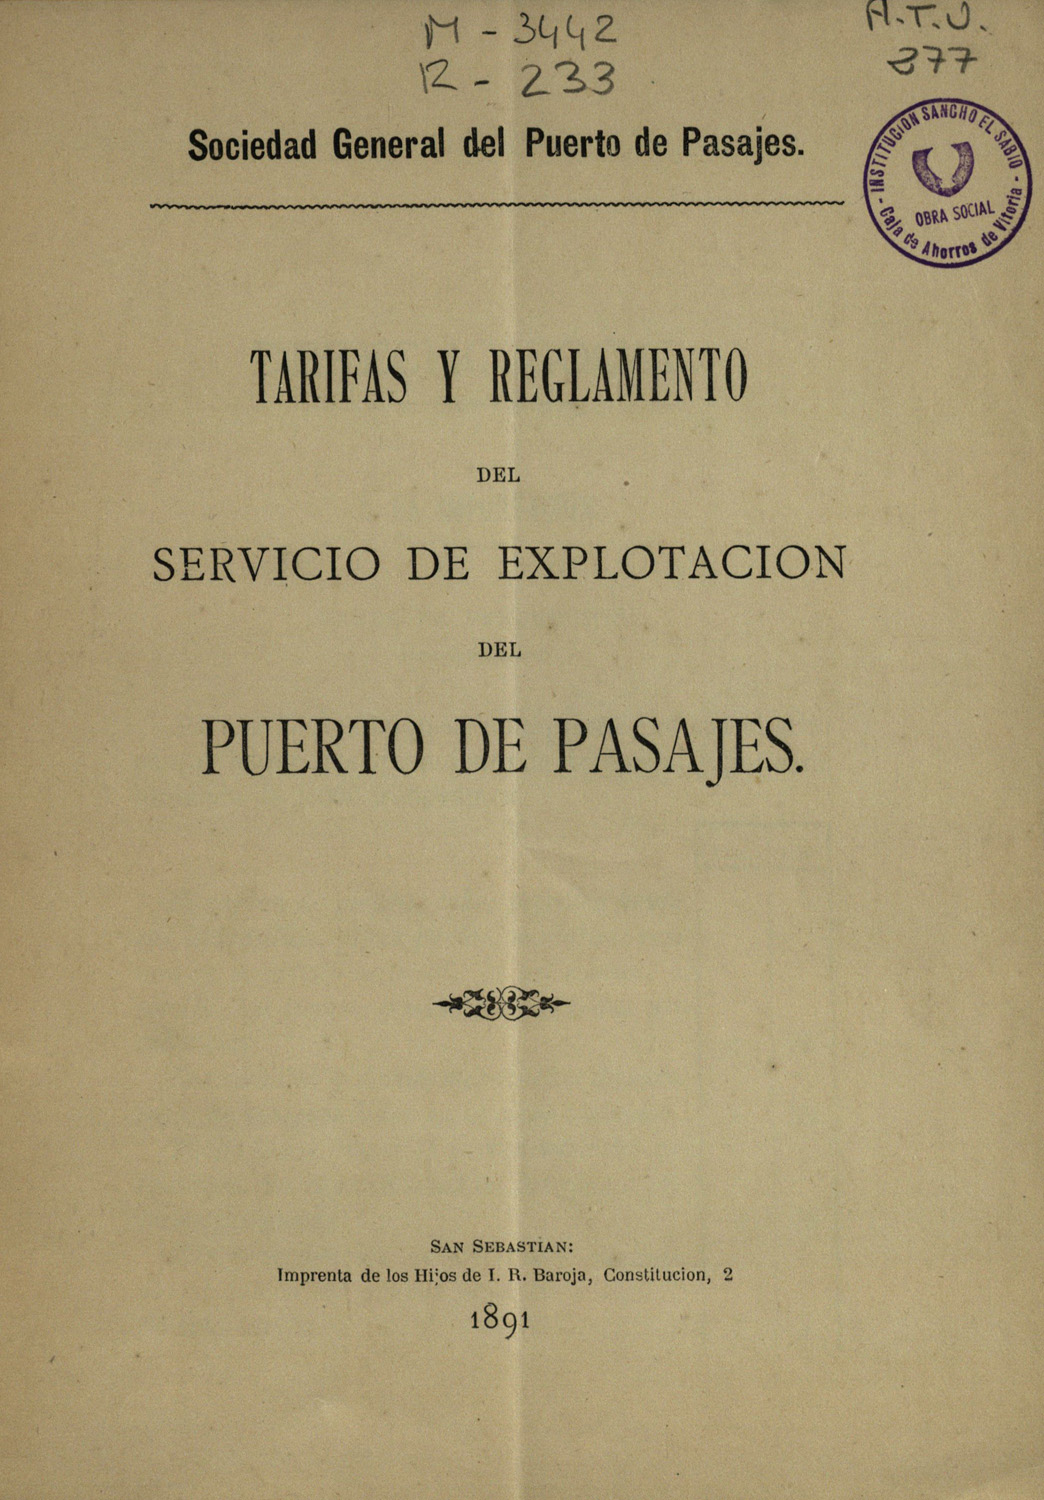 M - 3442
R - 233
A.T.V.
377
Sociedad General del Puerto de Pasajes.
- INSTITUCION SANCHO EL SABIO -
OBRA SOCIAL
Caja de Ahorros de Vitoria
TARIFAS Y REGLAMENTO
DEL
SERVICIO DE EXPLOTACION
DEL
PUERTO DE PASAJES.
SAN SEBASTIAN:
Imprenta de los Hijos de I. R. Baroja, Constitucion, 2
1891